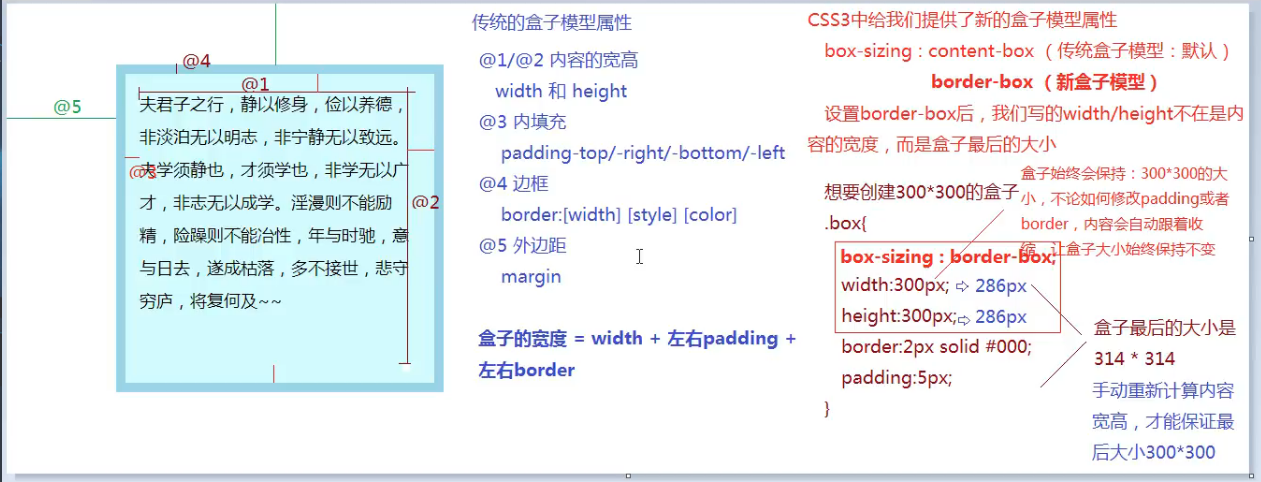 @4
@1
@5
夫君子之行，静以修身，俭以养德，
非淡泊无以明志，非宁静无以致远。
夫学须静也，才须学也，非学无以广
@3
才，非志无以成学。淫漫则不能励
@2
精，险躁则不能冶性，年与时驰，意
与日去，遂成枯落，多不接世，悲守
穷庐，将复何及~~
传统的盒子模型属性
@1/@2 内容的宽高
width 和 height
@3 内填充
padding-top/-right/-bottom/-left
@4 边框
border:[width] [style] [color]
@5 外边距
margin
盒子的宽度 = width + 左右padding +
左右border
CSS3中给我们提供了新的盒子模型属性
box-sizing : content-box （ 传统盒子模型：默认 ）
border-box （ 新盒子模型 ）
设置border-box后，我们写的width/height不在是内
容的宽度，而是盒子最后的大小
想要创建300*300的盒子
.box{
box-sizing : border-box;
width:300px; ⇨ 286px
height:300px; ⇨ 286px
border:2px solid #000;
padding:5px;
}
盒子始终会保持：300*300的大
小，不论如何修改padding或者
border，内容会自动跟着收
缩，让盒子大小始终保持不变
盒子最后的大小是
314 * 314
手动重新计算内容
宽高，才能保证最
后大小300*300